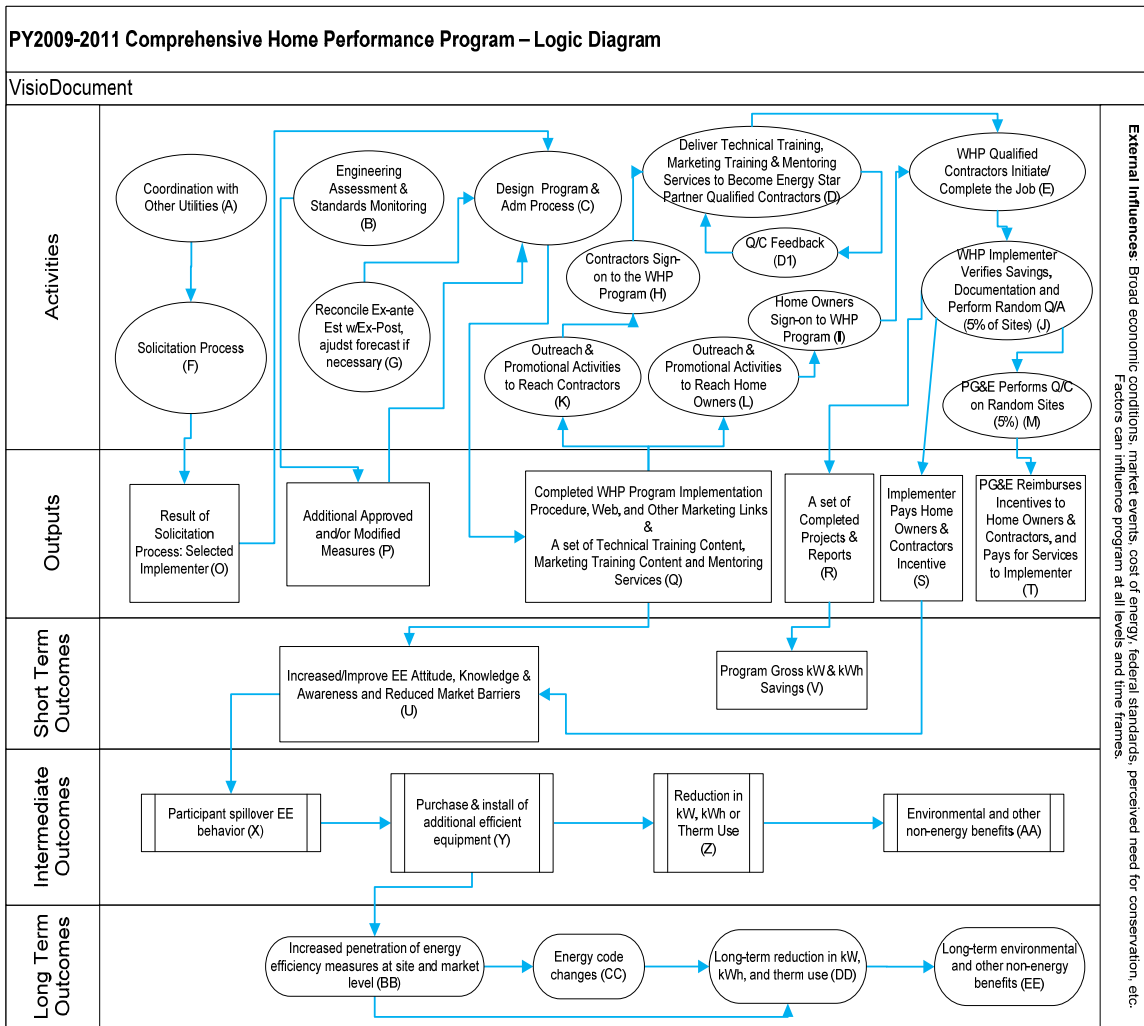 PY2009-2011 Comprehensive Home Performance Program – Logic Diagram
VisioDocument
Activities
Coordination with
Other Utilities (A)
Engineering
Assessment &
Standards Monitoring
(B)
Design Program &
Adm Process (C)
Deliver Technical Training,
Marketing Training & Mentoring
Services to Become Energy Star
Partner Qualified Contractors (D)
WHP Qualified
Contractors Initiate/
Complete the Job (E)
Q/C Feedback
(D1)
Contractors Sign-
on to the WHP
Program (H)
WHP Implementer
Verifies Savings,
Documentation and
Perform Random Q/A
(5% of Sites) (J)
Solicitation Process
(F)
Reconcile Ex-ante
Est w/Ex-Post,
ajudst forecast if
necessary (G)
Home Owners
Sign-on to WHP
Program (I)
Outreach &
Promotional Activities
to Reach Contractors
(K)
Outreach &
Promotional Activities
to Reach Home
Owners (L)
PG&E Performs Q/C
on Random Sites
(5%) (M)
Outputs
Result of
Solicitation
Process: Selected
Implementer (O)
Additional Approved
and/or Modified
Measures (P)
Completed WHP Program Implementation
Procedure, Web, and Other Marketing Links
&
A set of Technical Training Content,
Marketing Training Content and Mentoring
Services (Q)
A set of
Completed
Projects &
Reports
(R)
Implementer
Pays Home
Owners &
Contractors
Incentive
(S)
PG&E Reimburses
Incentives to
Home Owners &
Contractors, and
Pays for Services
to Implementer
(T)
Short Term
Outcomes
Increased/Improve EE Attitude, Knowledge &
Awareness and Reduced Market Barriers
(U)
Program Gross kW & kWh
Savings (V)
Intermediate
Outcomes
Participant spillover EE
behavior (X)
Purchase & install of
additional efficient
equipment (Y)
Reduction in
kW, kWh or
Therm Use
(Z)
Environmental and other
non-energy benefits (AA)
Long Term
Outcomes
Increased penetration of energy
efficiency measures at site and market
level (BB)
Energy code
changes (CC)
Long-term reduction in kW,
kWh, and therm use (DD)
Long-term environmental
and other non-energy
benefits (EE)
External Influences: Broad economic conditions, market events, cost of energy, federal standards, perceived need for conservation, etc.
Factors can influence program at all levels and time frames.